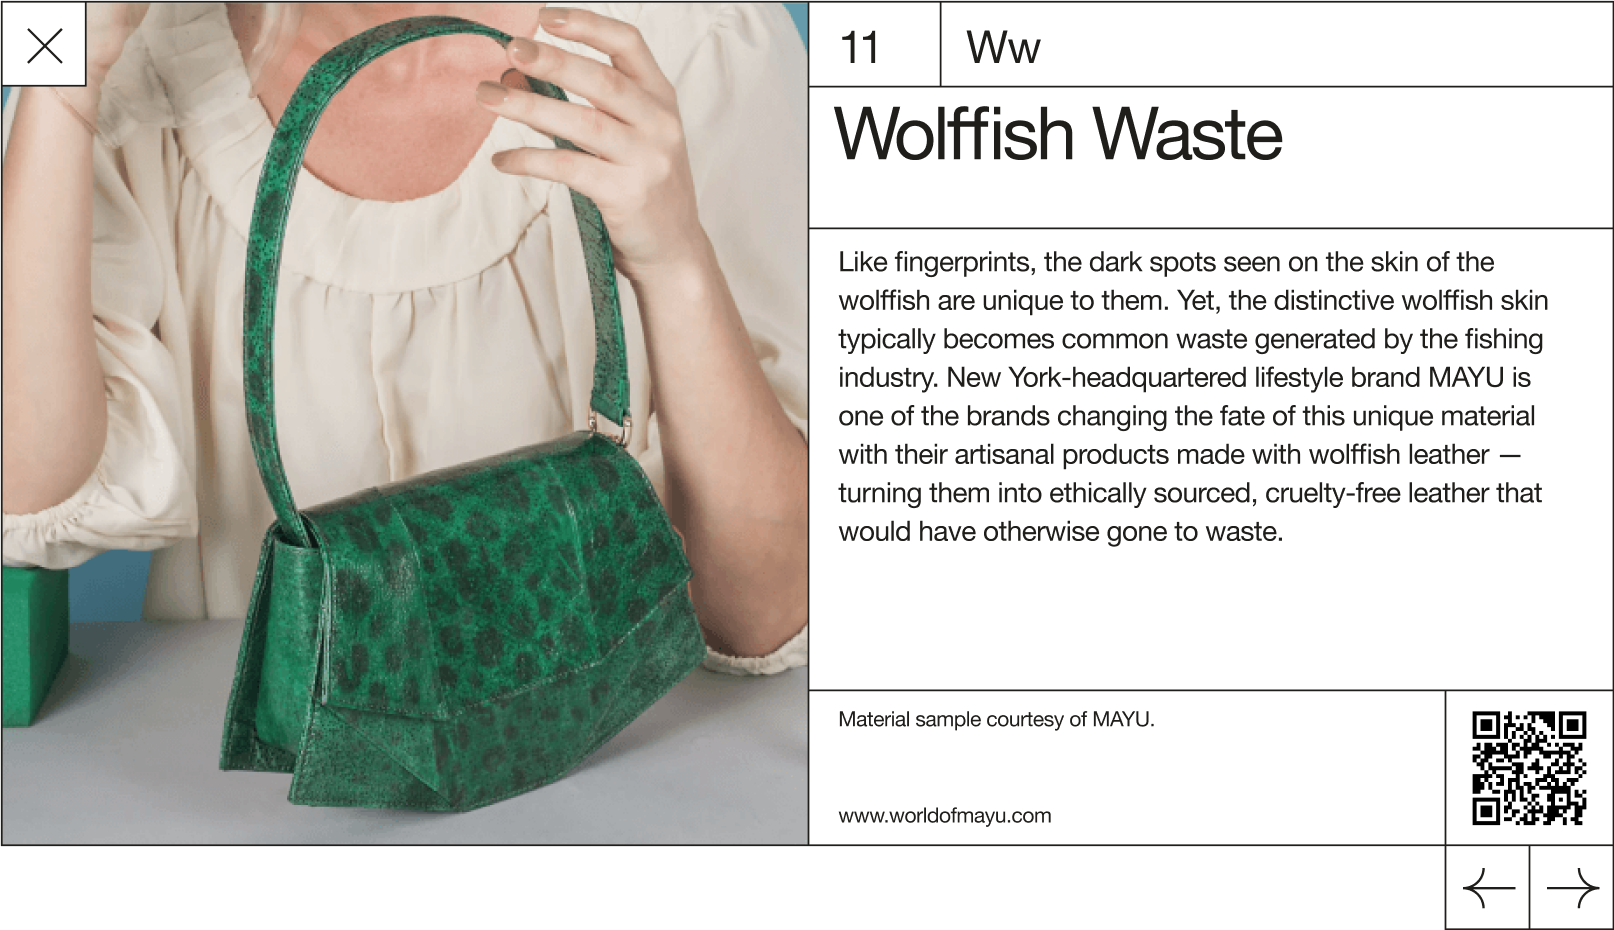 11
Ww
Wolffish Waste
Like fingerprints, the dark spots seen on the skin of the
wolffish are unique to them. Yet, the distinctive wolffish skin
typically becomes common waste generated by the fishing
industry. New York-headquartered lifestyle brand MAYU is
one of the brands changing the fate of this unique material
with their artisanal products made with wolffish leather —
turning them into ethically sourced, cruelty-free leather that
would have otherwise gone to waste.
Material sample courtesy of MAYU.
www.worldofmayu.com